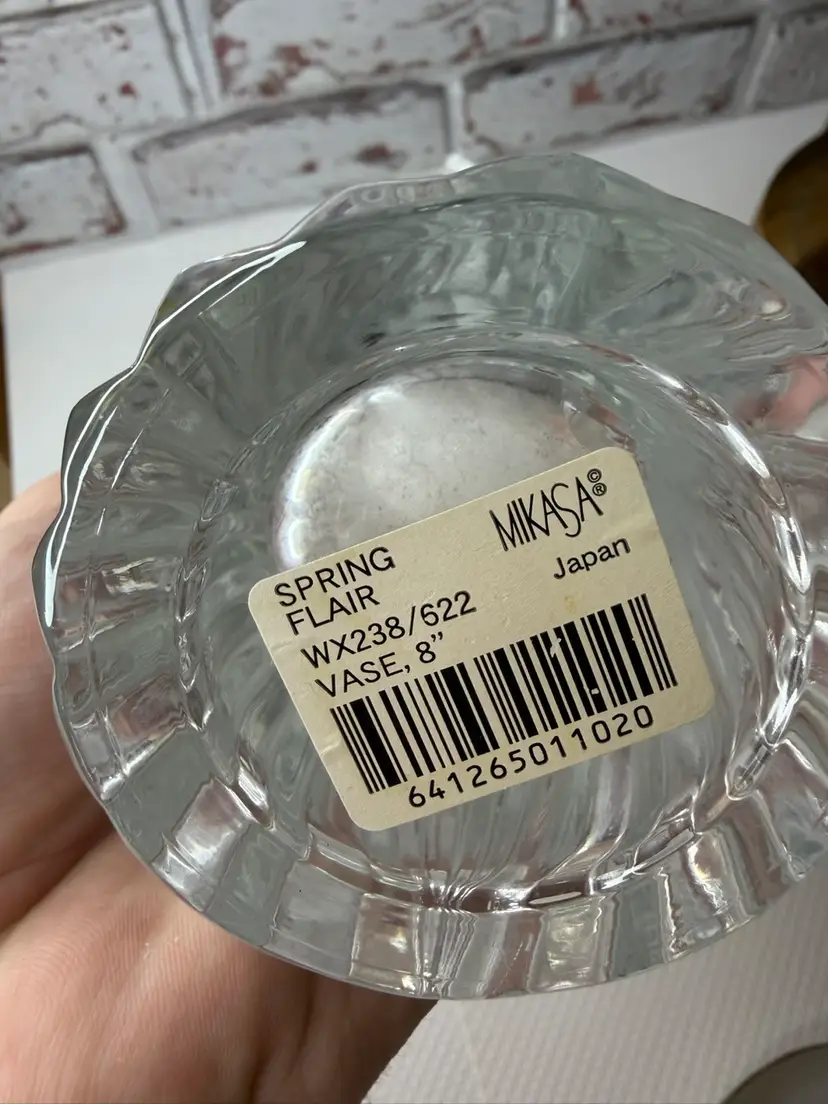 MIKASA©®
Japan
SPRING
FLAIR
WX238/622
VASE, 8”
641265011020